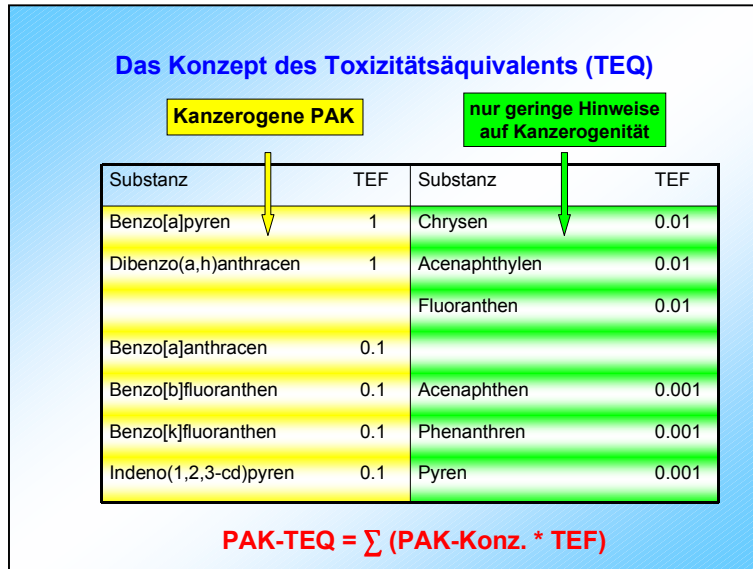 Das Konzept des Toxizitätsäquivalents (TEQ)
Kanzerogene PAK
nur geringe Hinweise
auf Kanzerogenität
Substanz TEF Substanz TEF
Benzo[a]pyren 1 Chrysen 0.01
Dibenzo(a,h)anthracen 1 Acenaphthylen 0.01
Fluoranthen 0.01
Benzo[a]anthracen 0.1
Benzo[b]fluoranthen 0.1 Acenaphthen 0.001
Benzo[k]fluoranthen 0.1 Phenanthren 0.001
Indeno(1,2,3-cd)pyren 0.1 Pyren 0.001
PAK-TEQ = ∑ (PAK-Konz. * TEF)